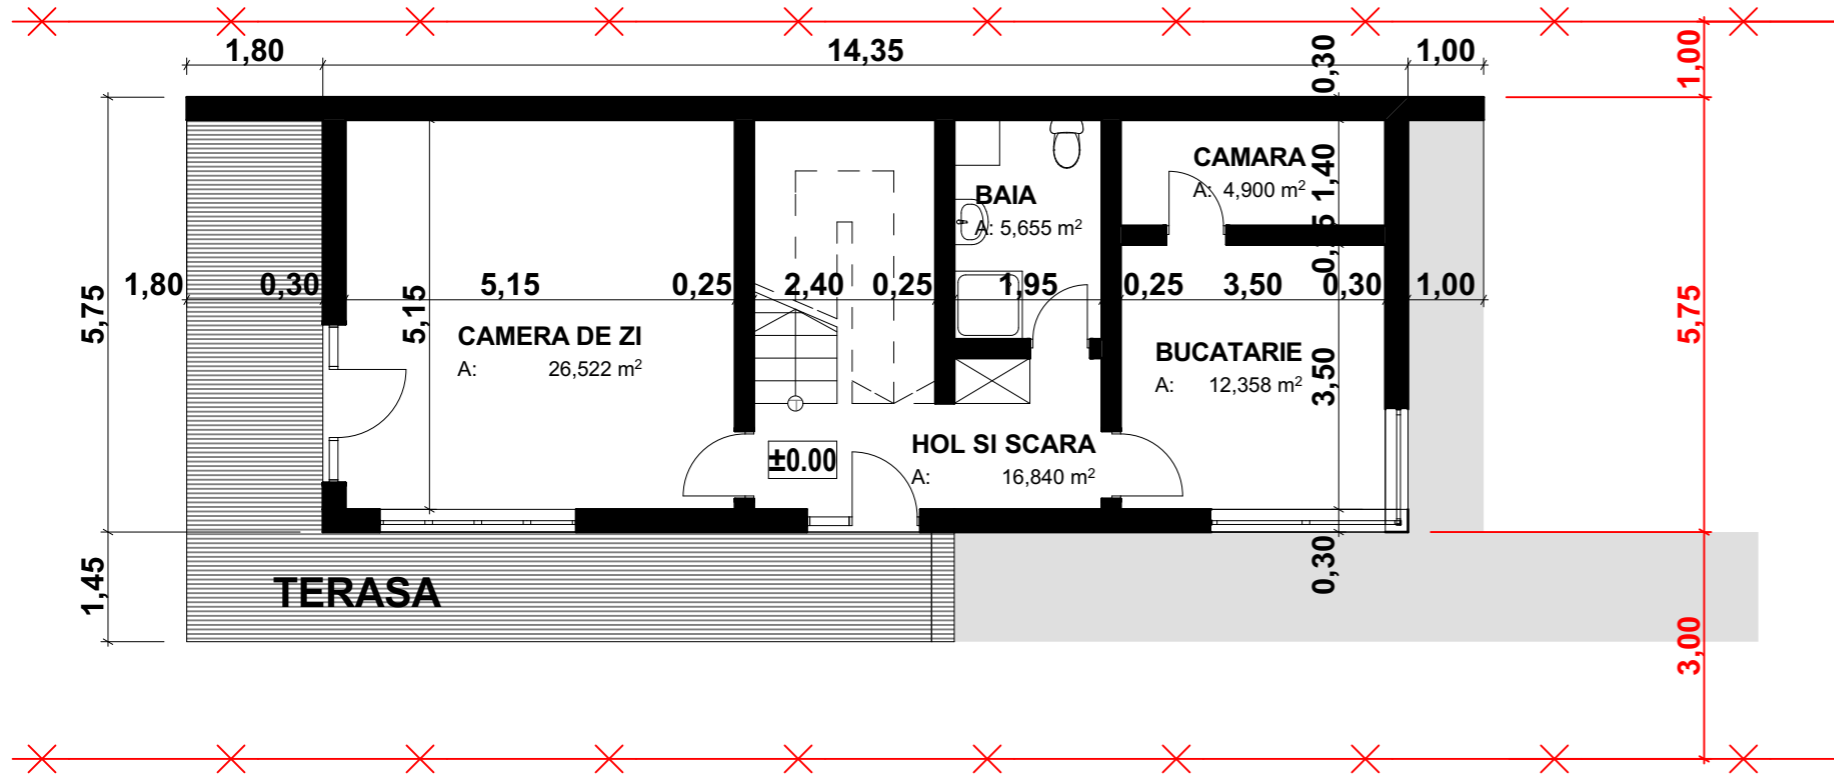 1,80
14,35
0,30
1,00
1,00
CAMARA
A: 4,900 m²
1,40
BAIA
A: 5,655 m²
1,80
0,30
5,15
0,25
2,40
0,25
1,95
0,25
3,50
0,30
1,00
5,75
5,15
5,75
CAMERA DE ZI
A: 26,522 m²
BUCATARIE
A: 12,358 m²
3,50
HOL SI SCARA
A: 16,840 m²
±0.00
0,30
1,45
TERASA
3,00